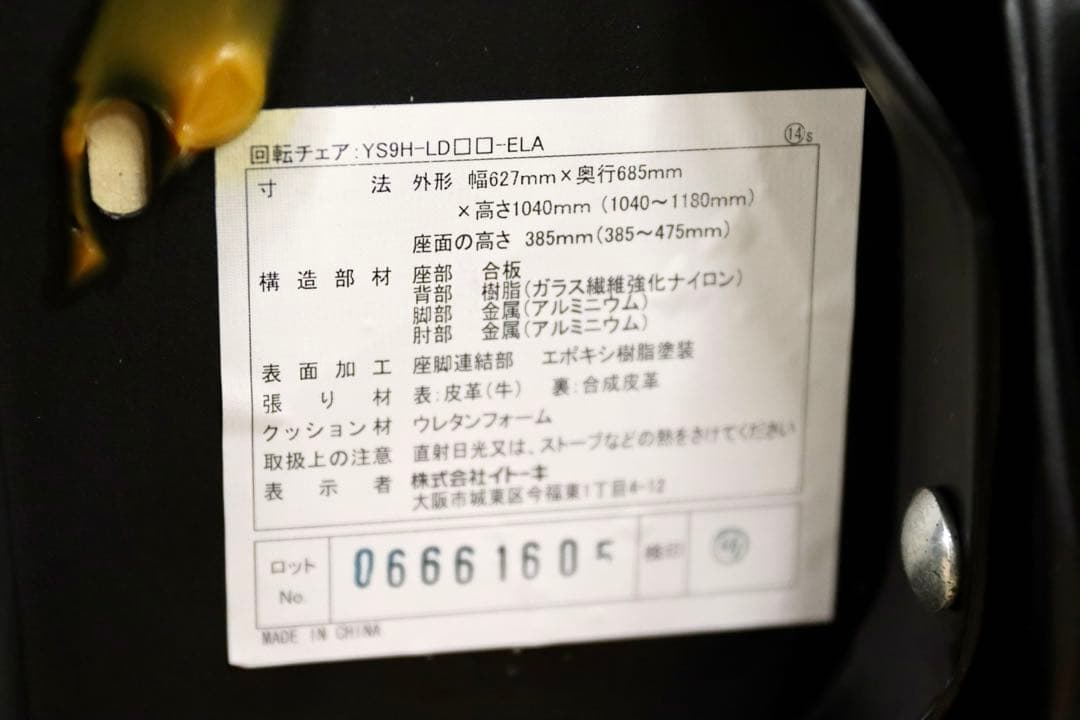 回転チェア:YS9H-LD□□-ELA
⑭s
寸法 外形 幅627mm×奥行685mm
×高さ1040mm(1040~1180mm)
座面の高さ 385mm(385~475mm)
構造部材 座部 合板
背部 樹脂(ガラス繊維強化ナイロン)
脚部 金属(アルミニウム)
肘部 金属(アルミニウム)
表面加工 座脚連結部 エポキシ樹脂塗装
張り材 表:皮革(牛) 裏:合成皮革
クッション材 ウレタンフォーム
取扱上の注意 直射日光又は、ストーブなどの熱をさけてください
表示者 株式会社イトーキ
大阪市城東区今福東1丁目4-12
ロット No. 0666160 検印
MADE IN CHINA